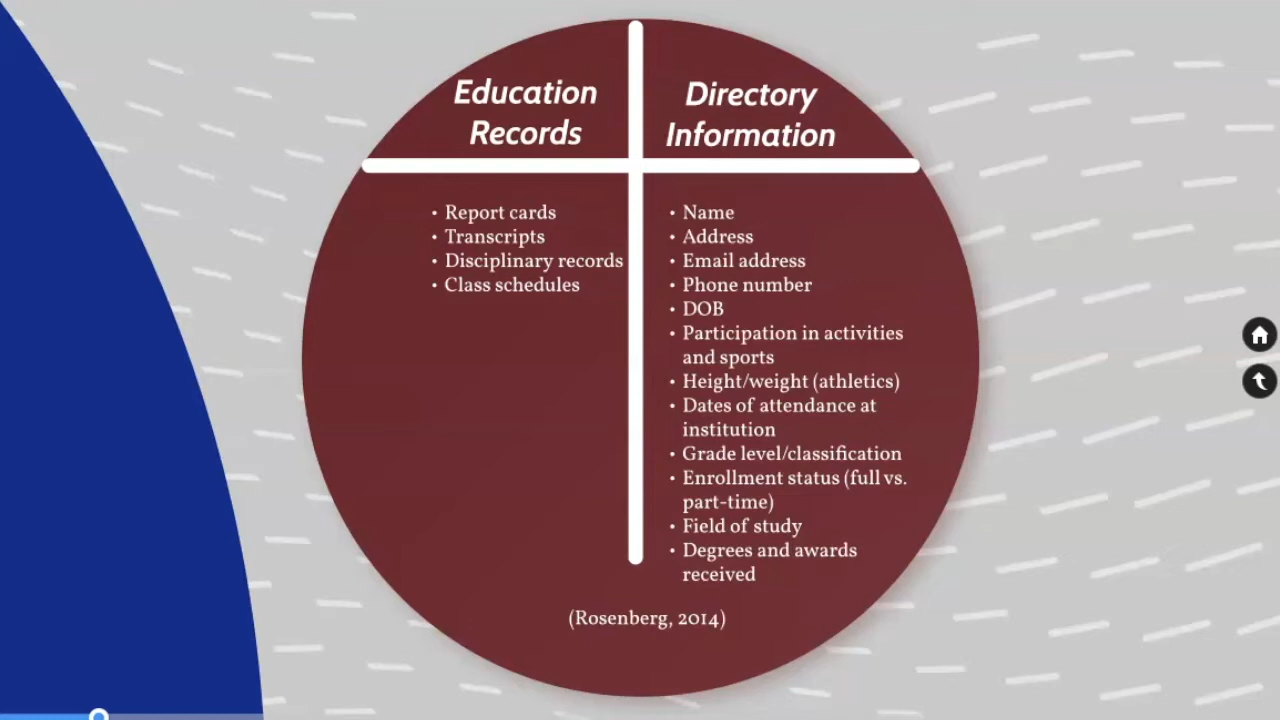 Education
Records
Directory
Information
• Report cards
• Transcripts
• Disciplinary records
• Class schedules
• Name
• Address
• Email address
• Phone number
• DOB
• Participation in activities
and sports
• Height/weight (athletics)
• Dates of attendance at
institution
• Grade level/classification
• Enrollment status (full vs.
part-time)
• Field of study
• Degrees and awards
received
(Rosenberg, 2014)